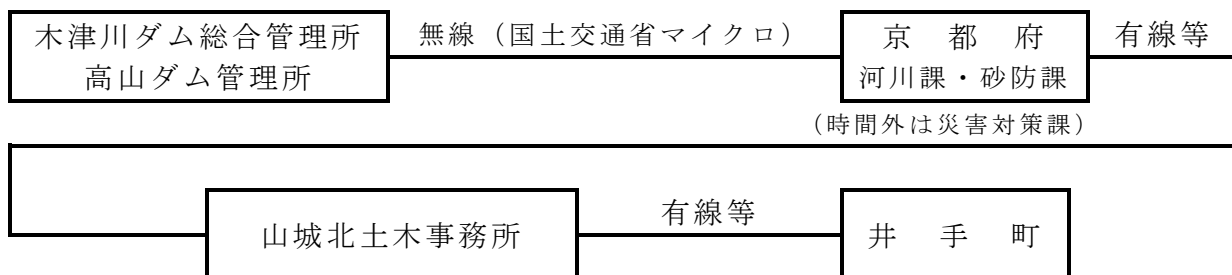 木津川ダム総合管理所
高山ダム管理所
無線（国土交通省マイクロ）
京都府
河川課・砂防課
（時間外は災害対策課）
有線等
山城北土木事務所
有線等
井手町